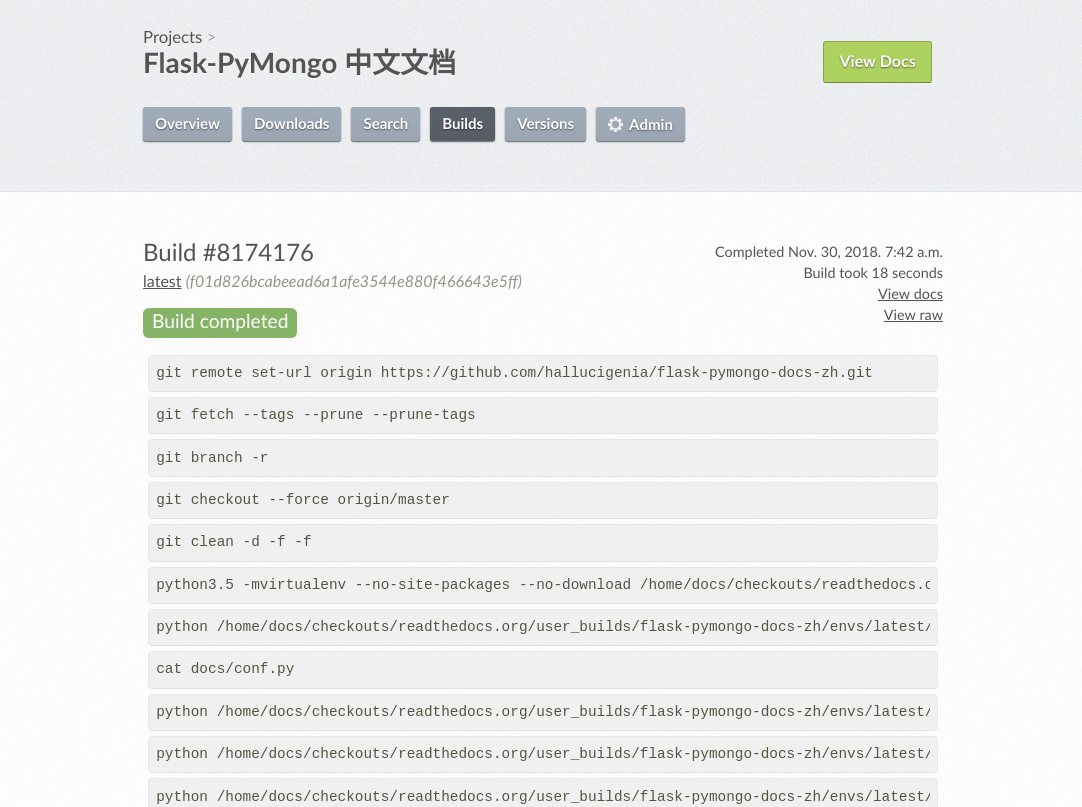 Projects >
Flask-PyMongo 中文文档
View Docs
Overview
Downloads
Search
Builds
Versions
Admin
Build #8174176
latest (f01d826bcabeead6a1afe3544e880f466643e5ff)
Build completed
Completed Nov. 30, 2018. 7:42 a.m.
Build took 18 seconds
View docs
View raw
git remote set-url origin https://github.com/hallucigenia/flask-pymongo-docs-zh.git
git fetch --tags --prune --prune-tags
git branch -r
git checkout --force origin/master
git clean -d -f -f
python3.5 -mvirtualenv --no-site-packages --no-download /home/docs/checkouts/readthedocs.o
python /home/docs/checkouts/readthedocs.org/user_builds/flask-pymongo-docs-zh/envs/latest/
cat docs/conf.py
python /home/docs/checkouts/readthedocs.org/user_builds/flask-pymongo-docs-zh/envs/latest/
python /home/docs/checkouts/readthedocs.org/user_builds/flask-pymongo-docs-zh/envs/latest/
python /home/docs/checkouts/readthedocs.org/user_builds/flask-pymongo-docs-zh/envs/latest/